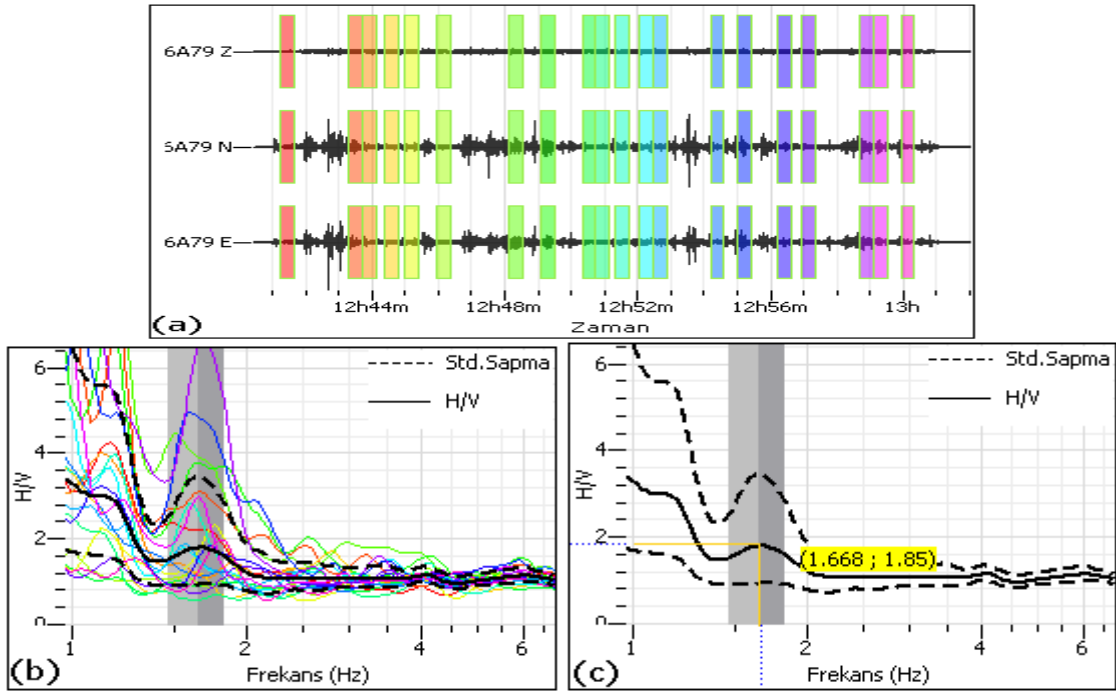 6A79 Z
6A79 N
6A79 E
12h44m 12h48m 12h52m 12h56m 13h
Zaman
(a)
6
4
2
0
H/V
Std.Sapma
H/V
1 2 4 6
Frekans (Hz)
(b)
6
4
2
0
H/V
Std.Sapma
H/V
(1.668 ; 1.85)
1 2 4 6
Frekans (Hz)
(c)